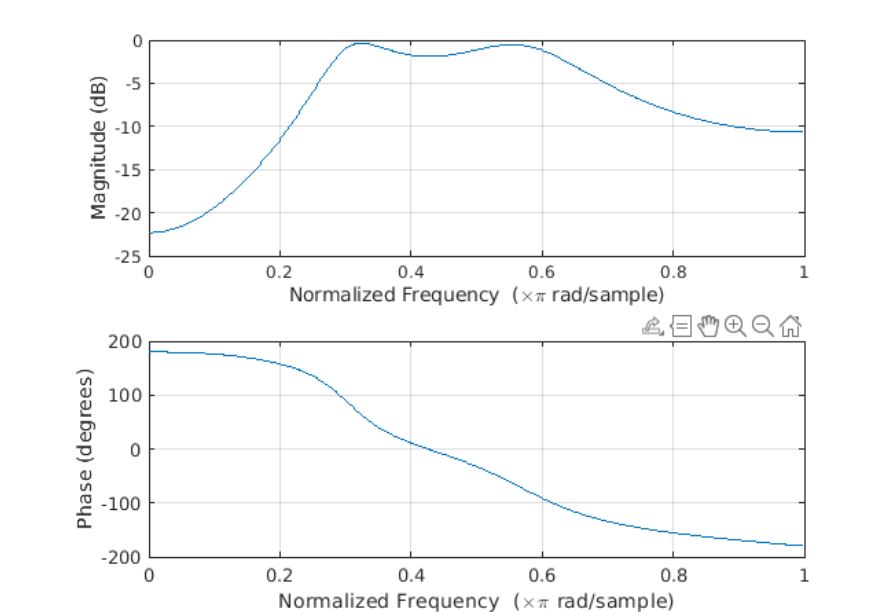 0
-5
-10
-15
-20
-25
Magnitude (dB)
0 0.2 0.4 0.6 0.8 1
Normalized Frequency (×π rad/sample)
200
100
0
-100
-200
Phase (degrees)
0 0.2 0.4 0.6 0.8 1
Normalized Frequency (×π rad/sample)